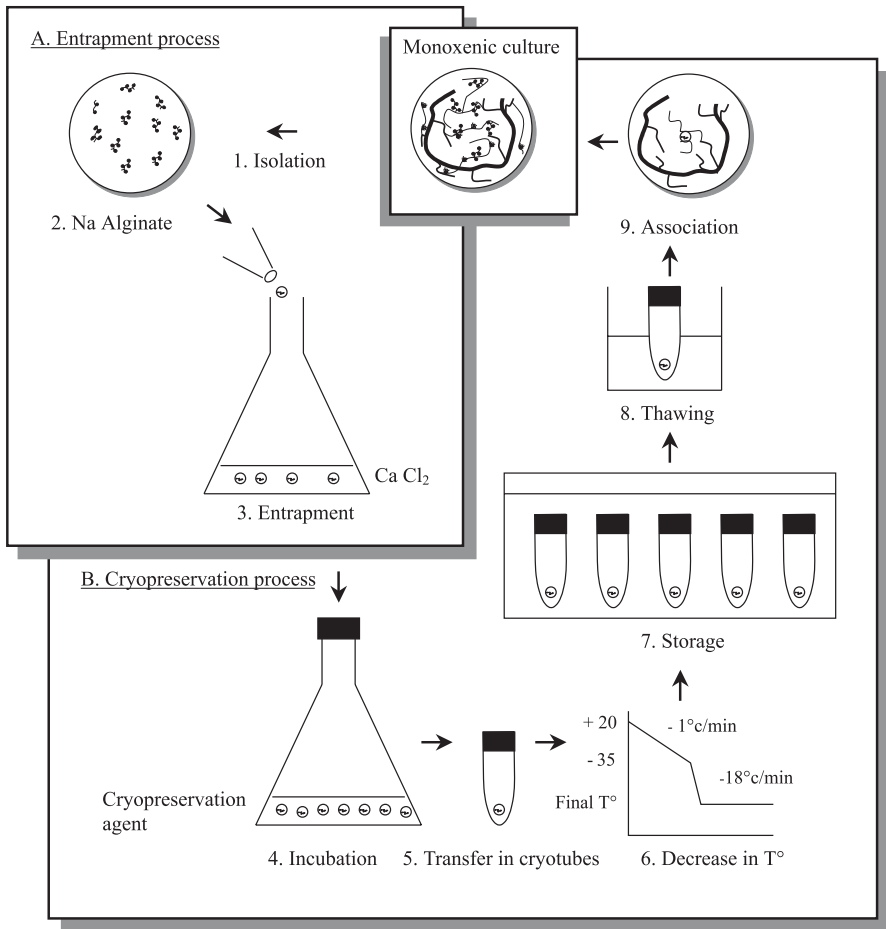 A. Entrapment process
Monoxenic culture
1. Isolation
2. Na Alginate
Ca Cl₂
3. Entrapment
B. Cryopreservation process
Cryopreservation
agent
4. Incubation
5. Transfer in cryotubes
+ 20
- 35
Final T°
- 1°c/min
-18°c/min
6. Decrease in T°
7. Storage
8. Thawing
9. Association